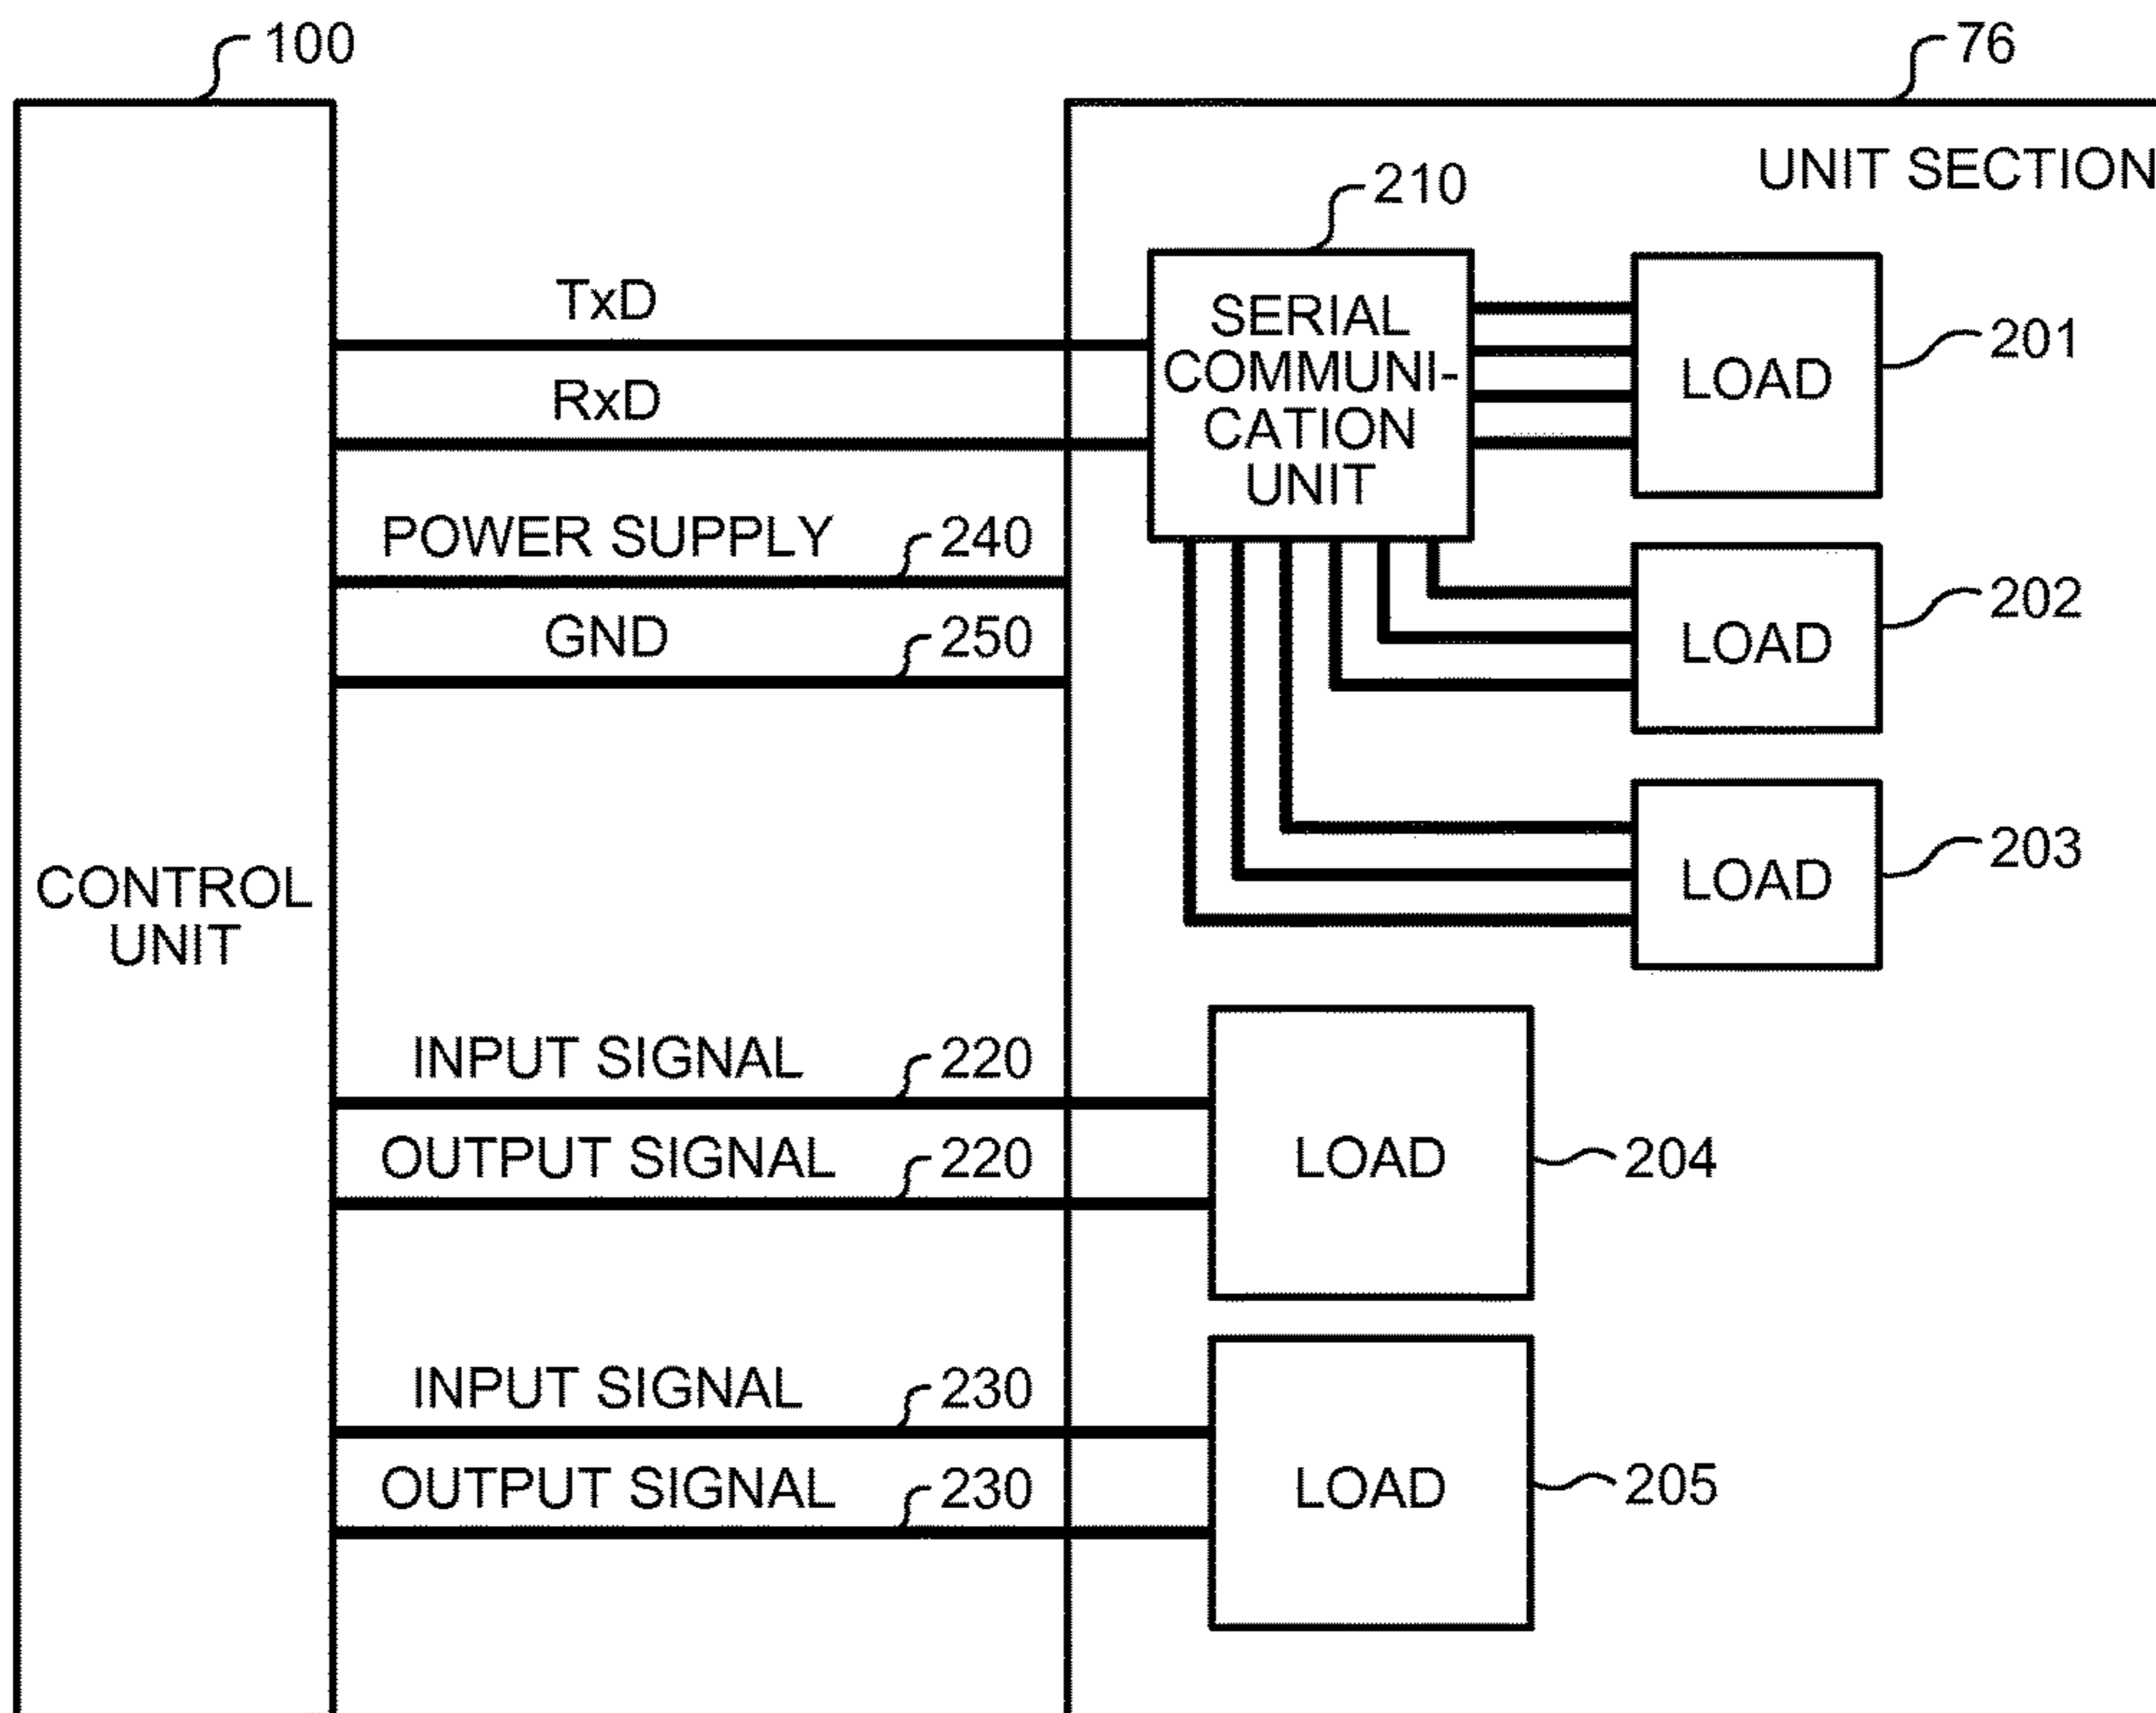 100
76
UNIT SECTION
210
TxD
SERIAL
COMMUNI-
CATION
UNIT
LOAD
201
RxD
POWER SUPPLY
240
GND
250
LOAD
202
LOAD
203
CONTROL
UNIT
INPUT SIGNAL
220
OUTPUT SIGNAL
220
LOAD
204
INPUT SIGNAL
230
OUTPUT SIGNAL
230
LOAD
205